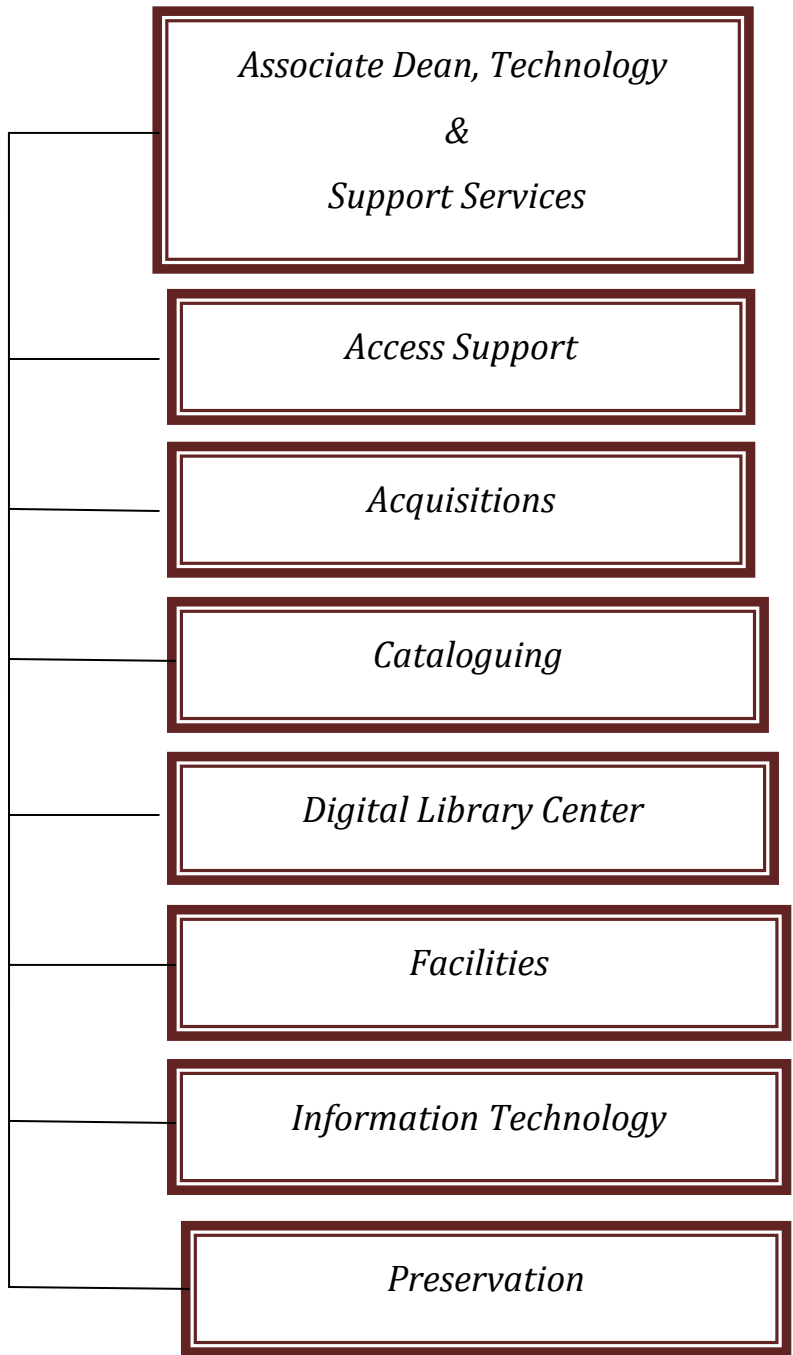 Associate Dean, Technology
&
Support Services
Access Support
Acquisitions
Cataloguing
Digital Library Center
Facilities
Information Technology
Preservation